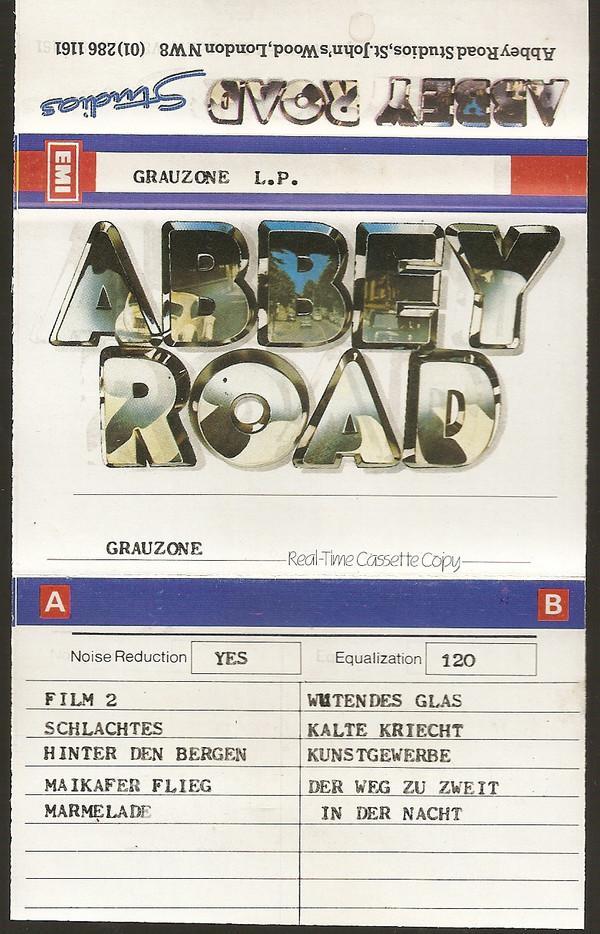 Abbey Road Studios, St. John's Wood, London NW8 (01) 286 1161
ABBEY ROAD Studios
EMI
GRAUZONE L.P.
ABBEY
ROAD
GRAUZONE
Real-Time Cassette Copy
A B
Noise Reduction YES Equalization 120
FILM 2 WUTENDES GLAS
SCHLACHTES KALTE KRIECHT
HINTER DEN BERGEN KUNSTGEWERBE
MAIKAFER FLIEG DER WEG ZU ZWEIT
MARMELADE IN DER NACHT